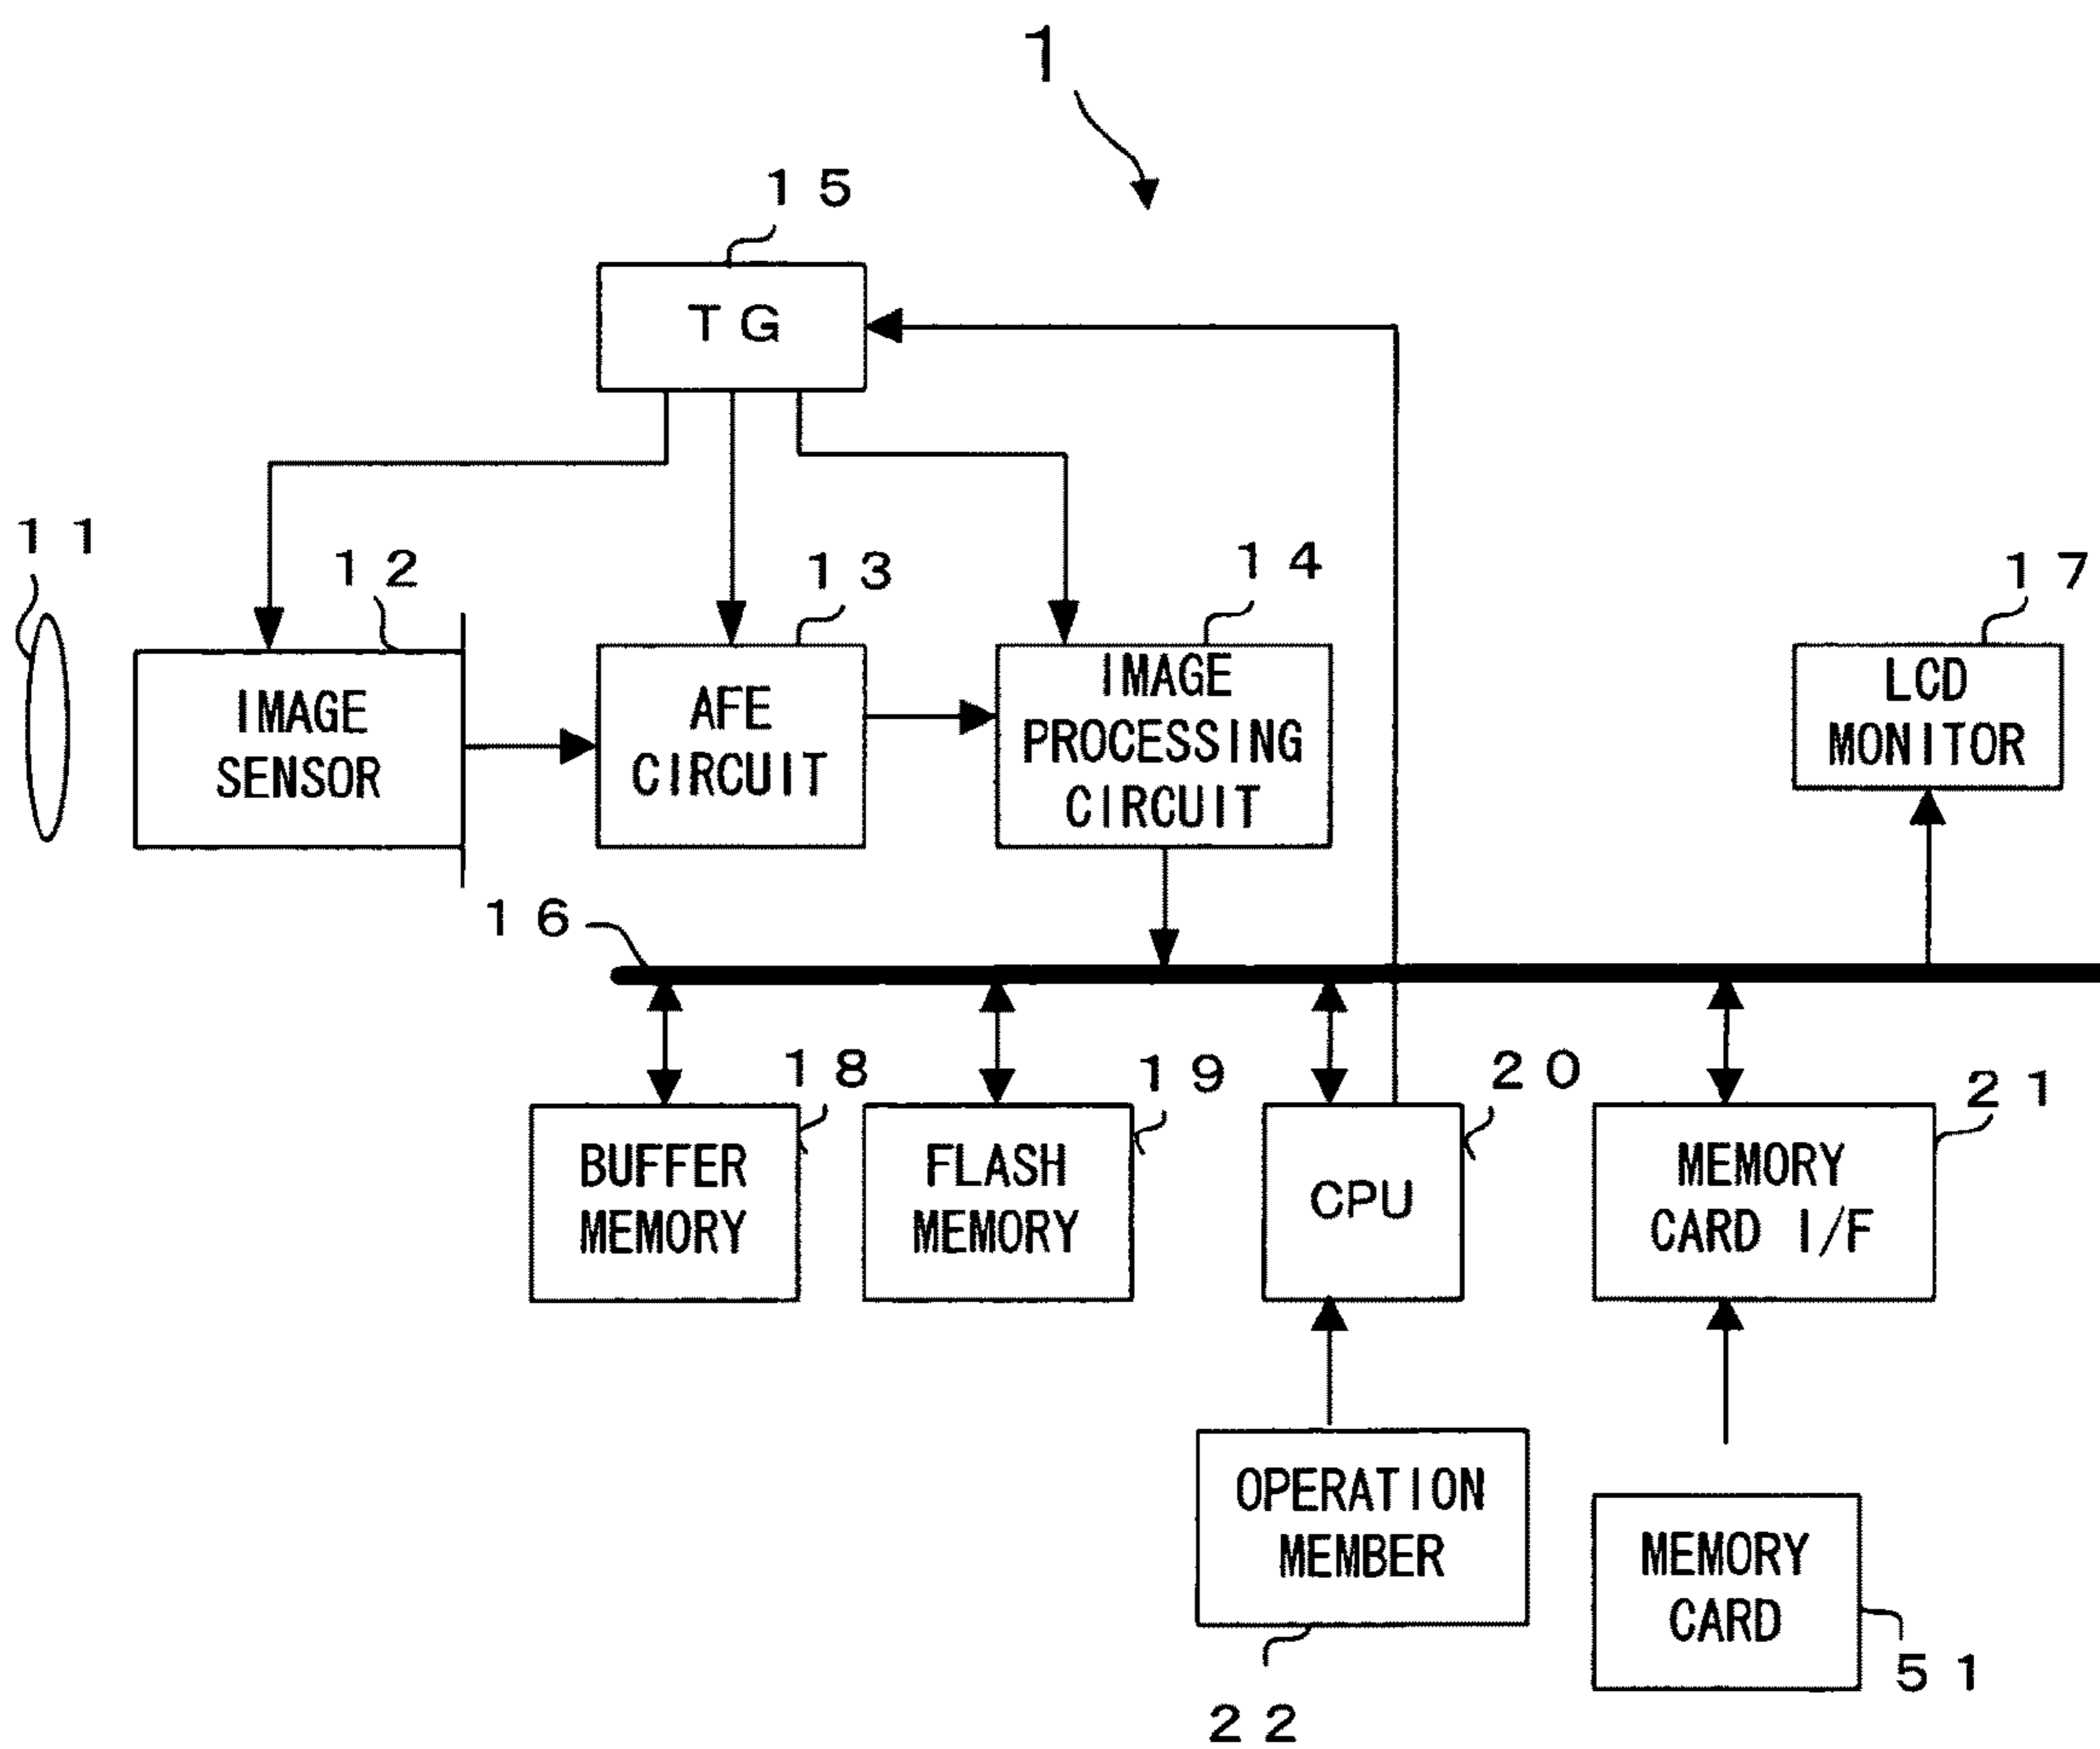 1
15
TG
11
12
13
14
17
IMAGE
SENSOR
AFE
CIRCUIT
IMAGE
PROCESSING
CIRCUIT
LCD
MONITOR
16
18
19
20
21
BUFFER
MEMORY
FLASH
MEMORY
CPU
MEMORY
CARD I/F
OPERATION
MEMBER
MEMORY
CARD
22
51